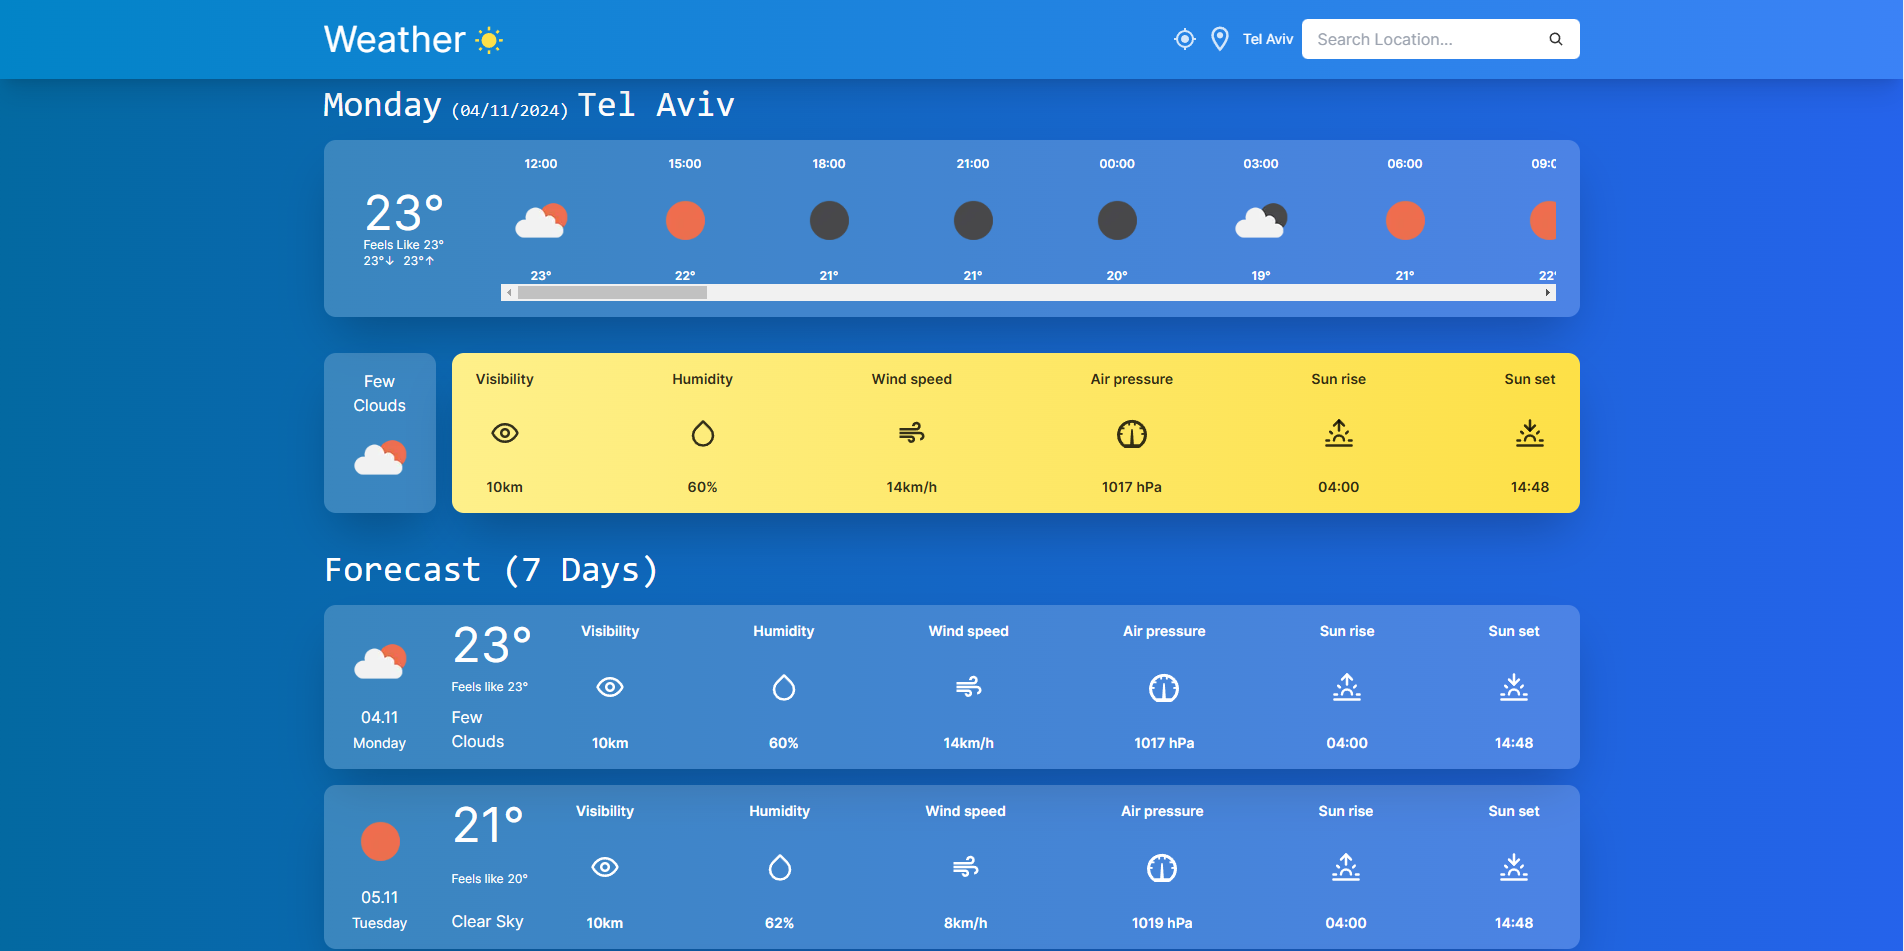 Weather
Tel Aviv
Search Location...
Monday (04/11/2024) Tel Aviv
12:00 15:00 18:00 21:00 00:00 03:00 06:00
23°
Feels Like 23°
23°↓ 23°↑
23° 22° 21° 21° 20° 19° 21° 22°
Few
Clouds
Visibility Humidity Wind speed Air pressure Sun rise Sun set
10km 60% 14km/h 1017 hPa 04:00 14:48
Forecast (7 Days)
23°
Feels like 23°
Few
Clouds
04.11
Monday
Visibility Humidity Wind speed Air pressure Sun rise Sun set
10km 60% 14km/h 1017 hPa 04:00 14:48
21°
Feels like 20°
Clear Sky
05.11
Tuesday
Visibility Humidity Wind speed Air pressure Sun rise Sun set
10km 62% 8km/h 1019 hPa 04:00 14:48